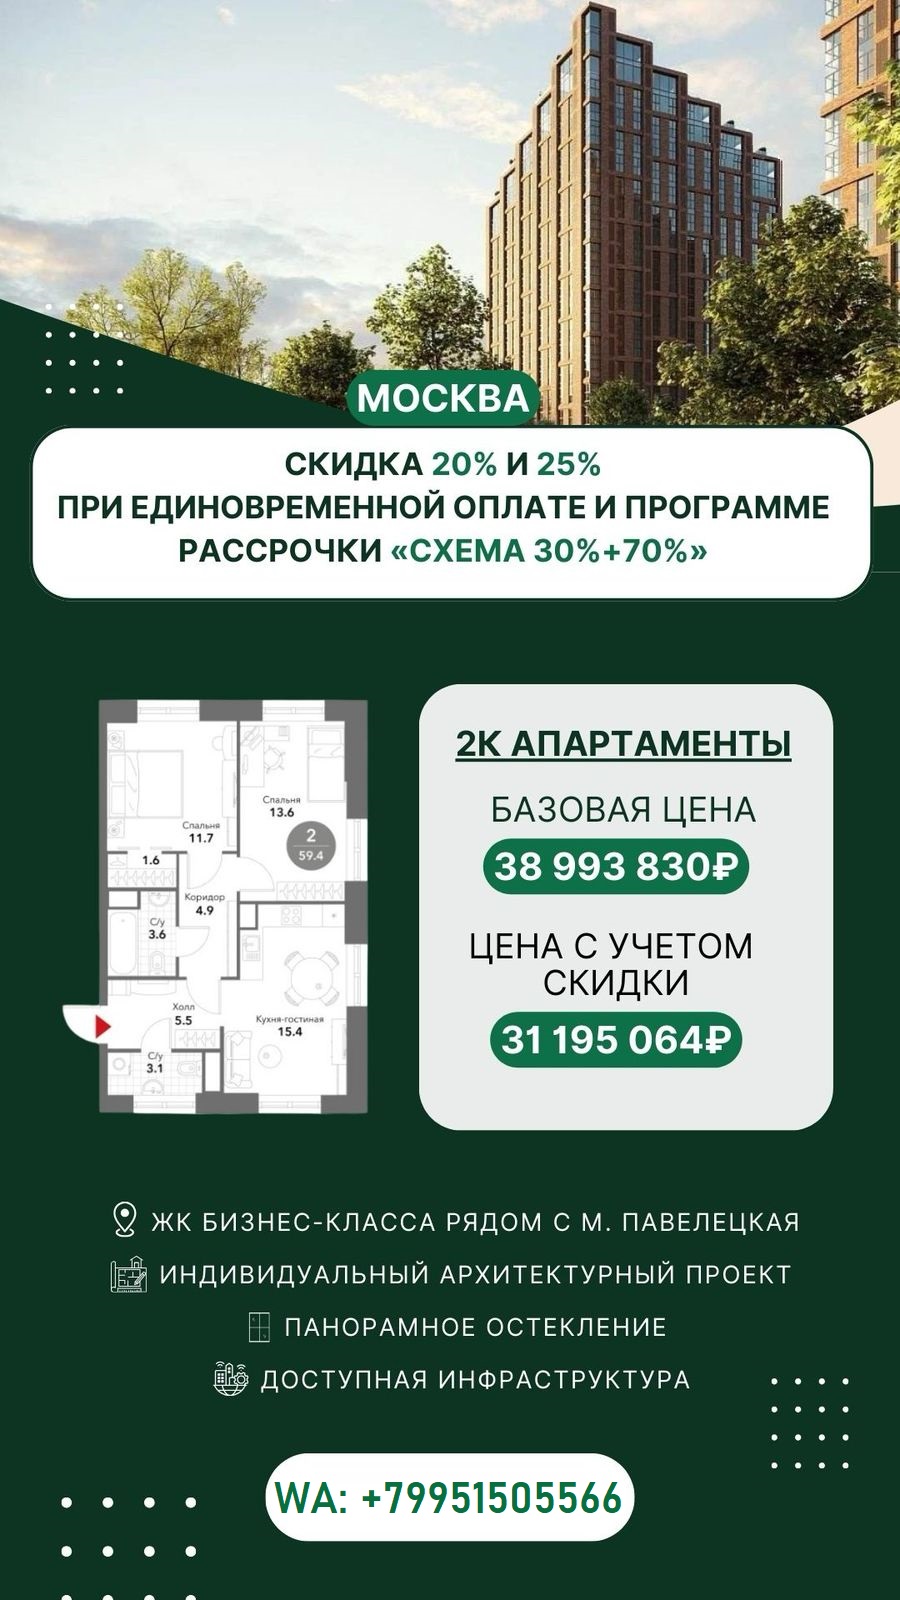 МОСКВА
СКИДКА 20% И 25%
ПРИ ЕДИНОВРЕМЕННОЙ ОПЛАТЕ И ПРОГРАММЕ
РАССРОЧКИ «СХЕМА 30%+70%»
Спальня
13.6
Спальня
11.7
2
59.4
1.6
Коридор
4.9
С/у
3.6
Холл
5.5
Кухня-гостиная
15.4
С/у
3.1
2К АПАРТАМЕНТЫ
БАЗОВАЯ ЦЕНА
38 993 830₽
ЦЕНА С УЧЕТОМ
СКИДКИ
31 195 064₽
ЖК БИЗНЕС-КЛАССА РЯДОМ С М. ПАВЕЛЕЦКАЯ
ИНДИВИДУАЛЬНЫЙ АРХИТЕКТУРНЫЙ ПРОЕКТ
ПАНОРАМНОЕ ОСТЕКЛЕНИЕ
ДОСТУПНАЯ ИНФРАСТРУКТУРА
WA: +79951505566